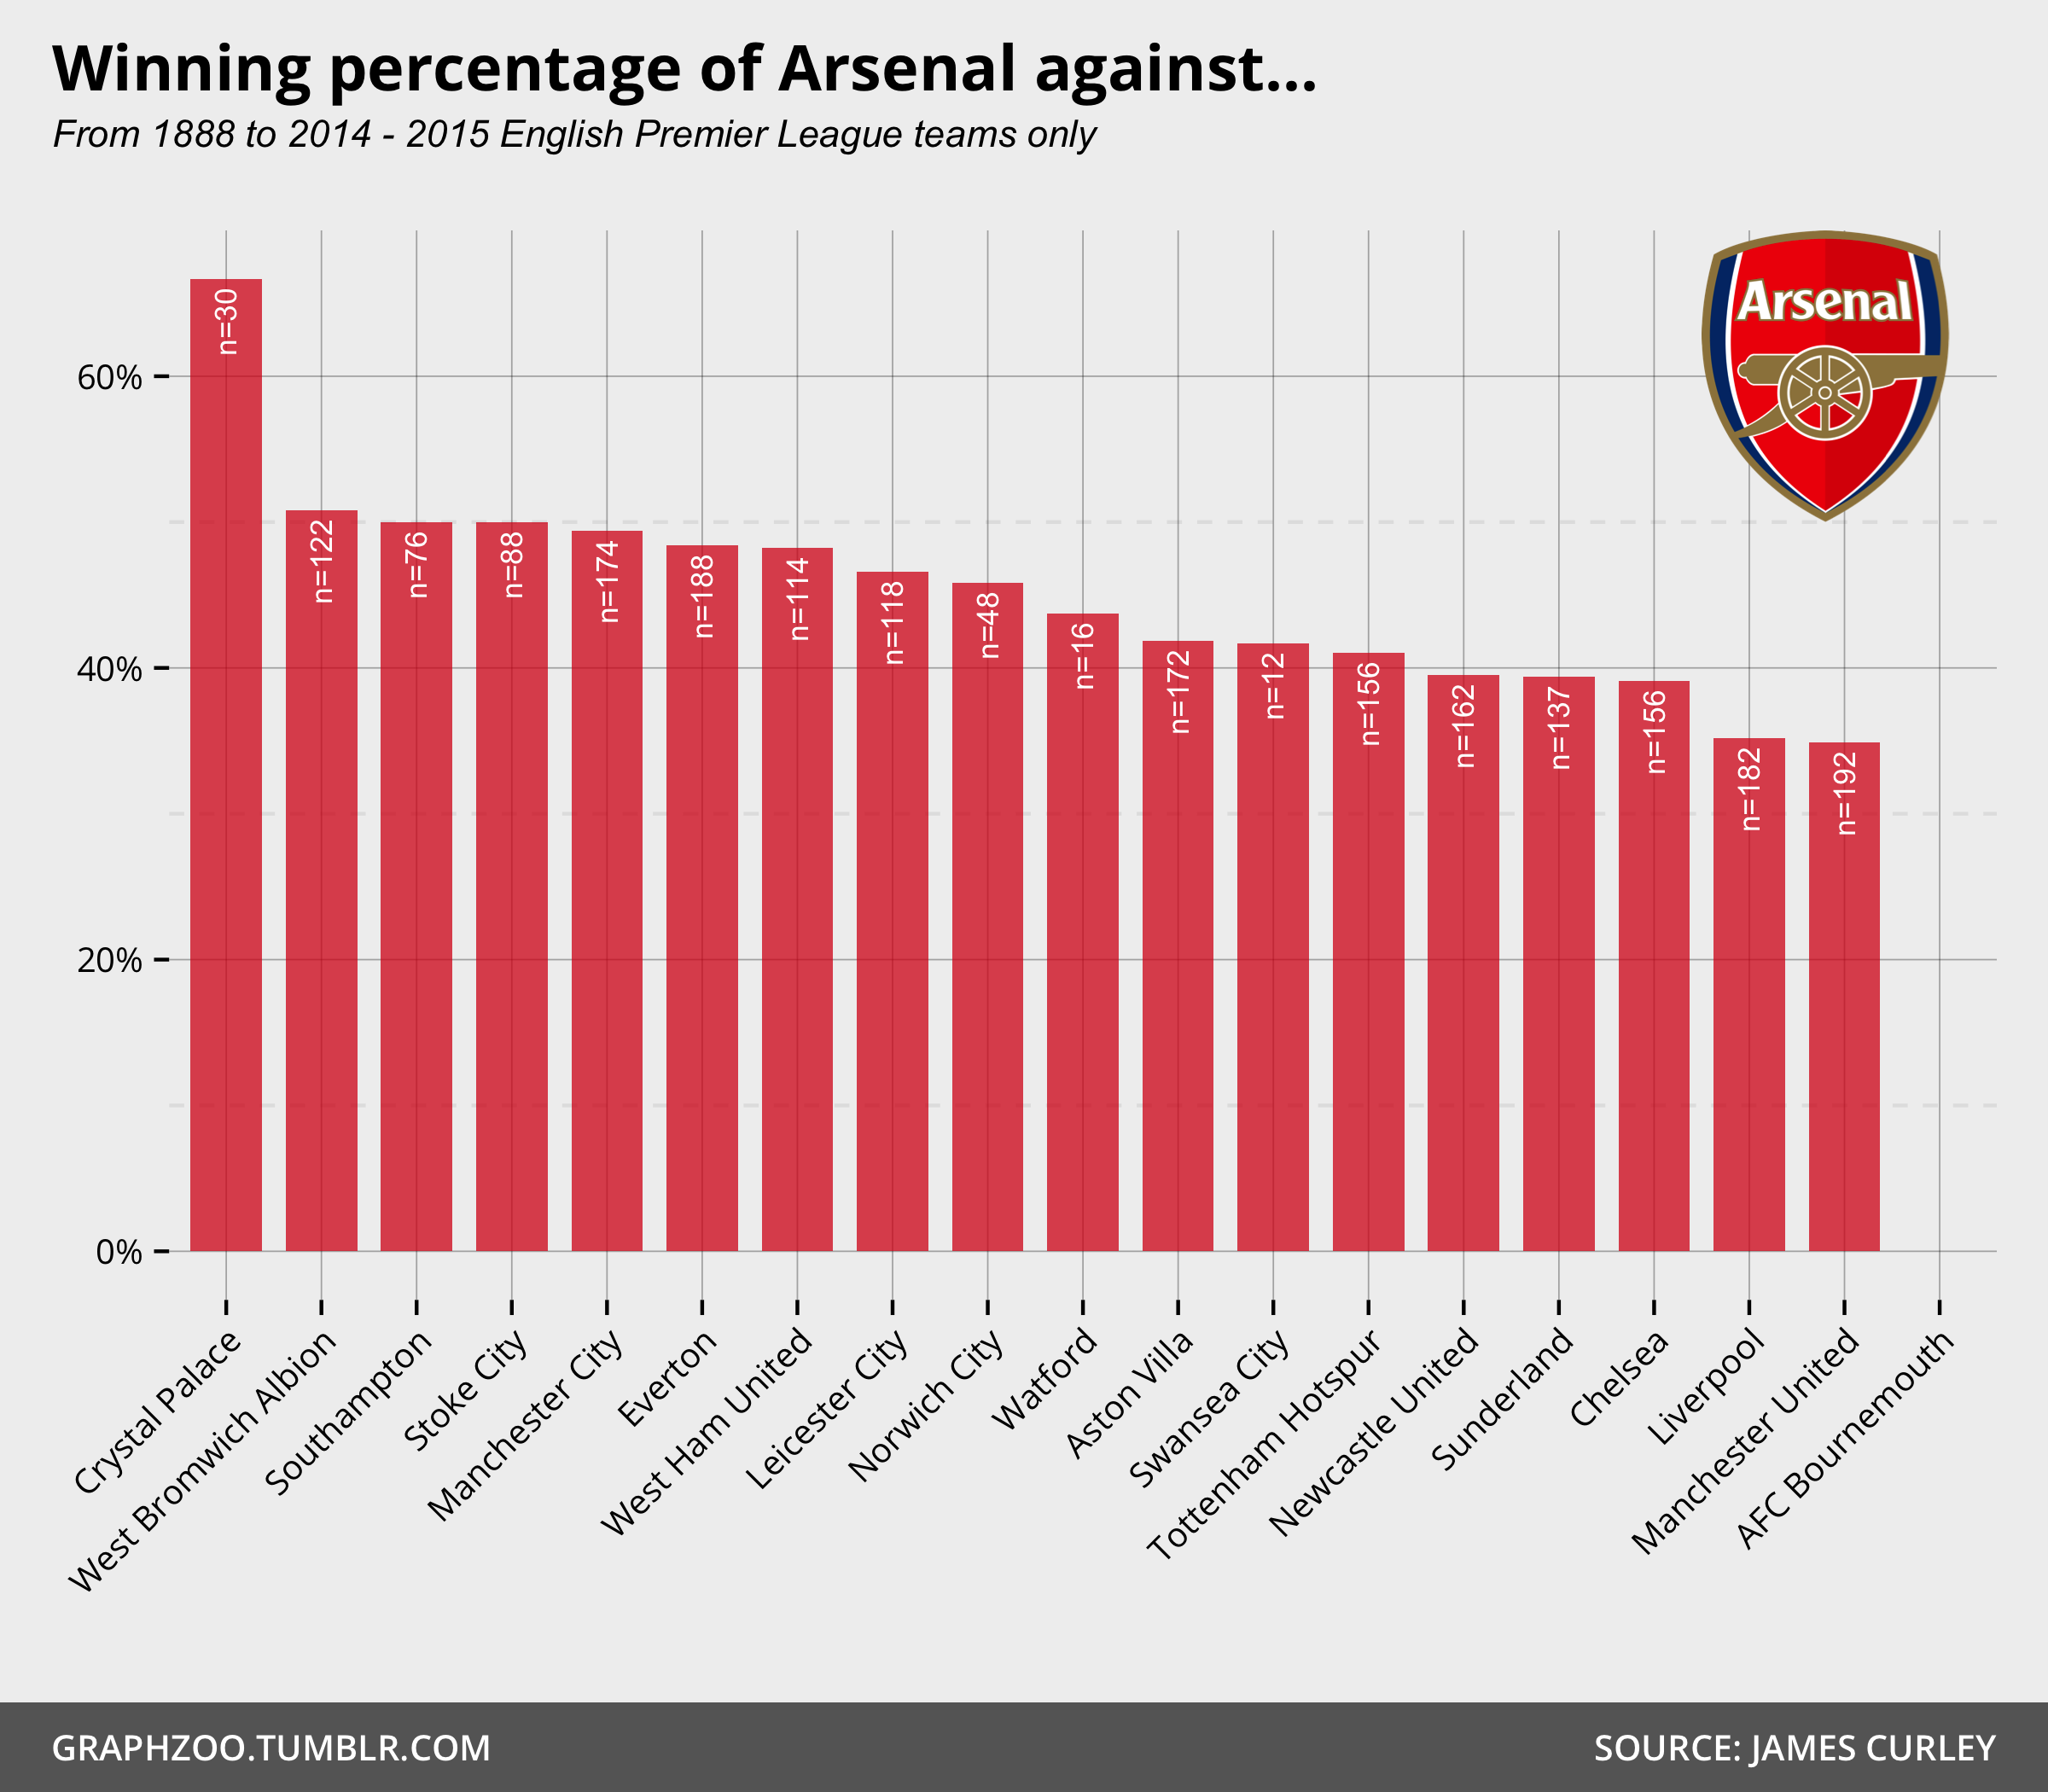 Winning percentage of Arsenal against...
From 1888 to 2014 - 2015 English Premier League teams only
Arsenal
60%
40%
20%
0%
n=30
n=122
n=76
n=88
n=174
n=188
n=114
n=118
n=48
n=16
n=172
n=12
n=156
n=162
n=137
n=156
n=182
n=192
Crystal Palace
West Bromwich Albion
Southampton
Stoke City
Manchester City
Everton
West Ham United
Leicester City
Norwich City
Watford
Aston Villa
Swansea City
Tottenham Hotspur
Newcastle United
Sunderland
Chelsea
Liverpool
Manchester United
AFC Bournemouth
GRAPHZOO.TUMBLR.COM
SOURCE: JAMES CURLEY